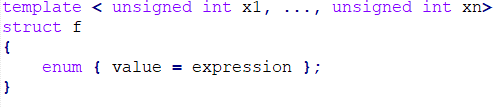 template < unsigned int x1, ..., unsigned int xn>
struct f
{
    enum { value = expression };
}